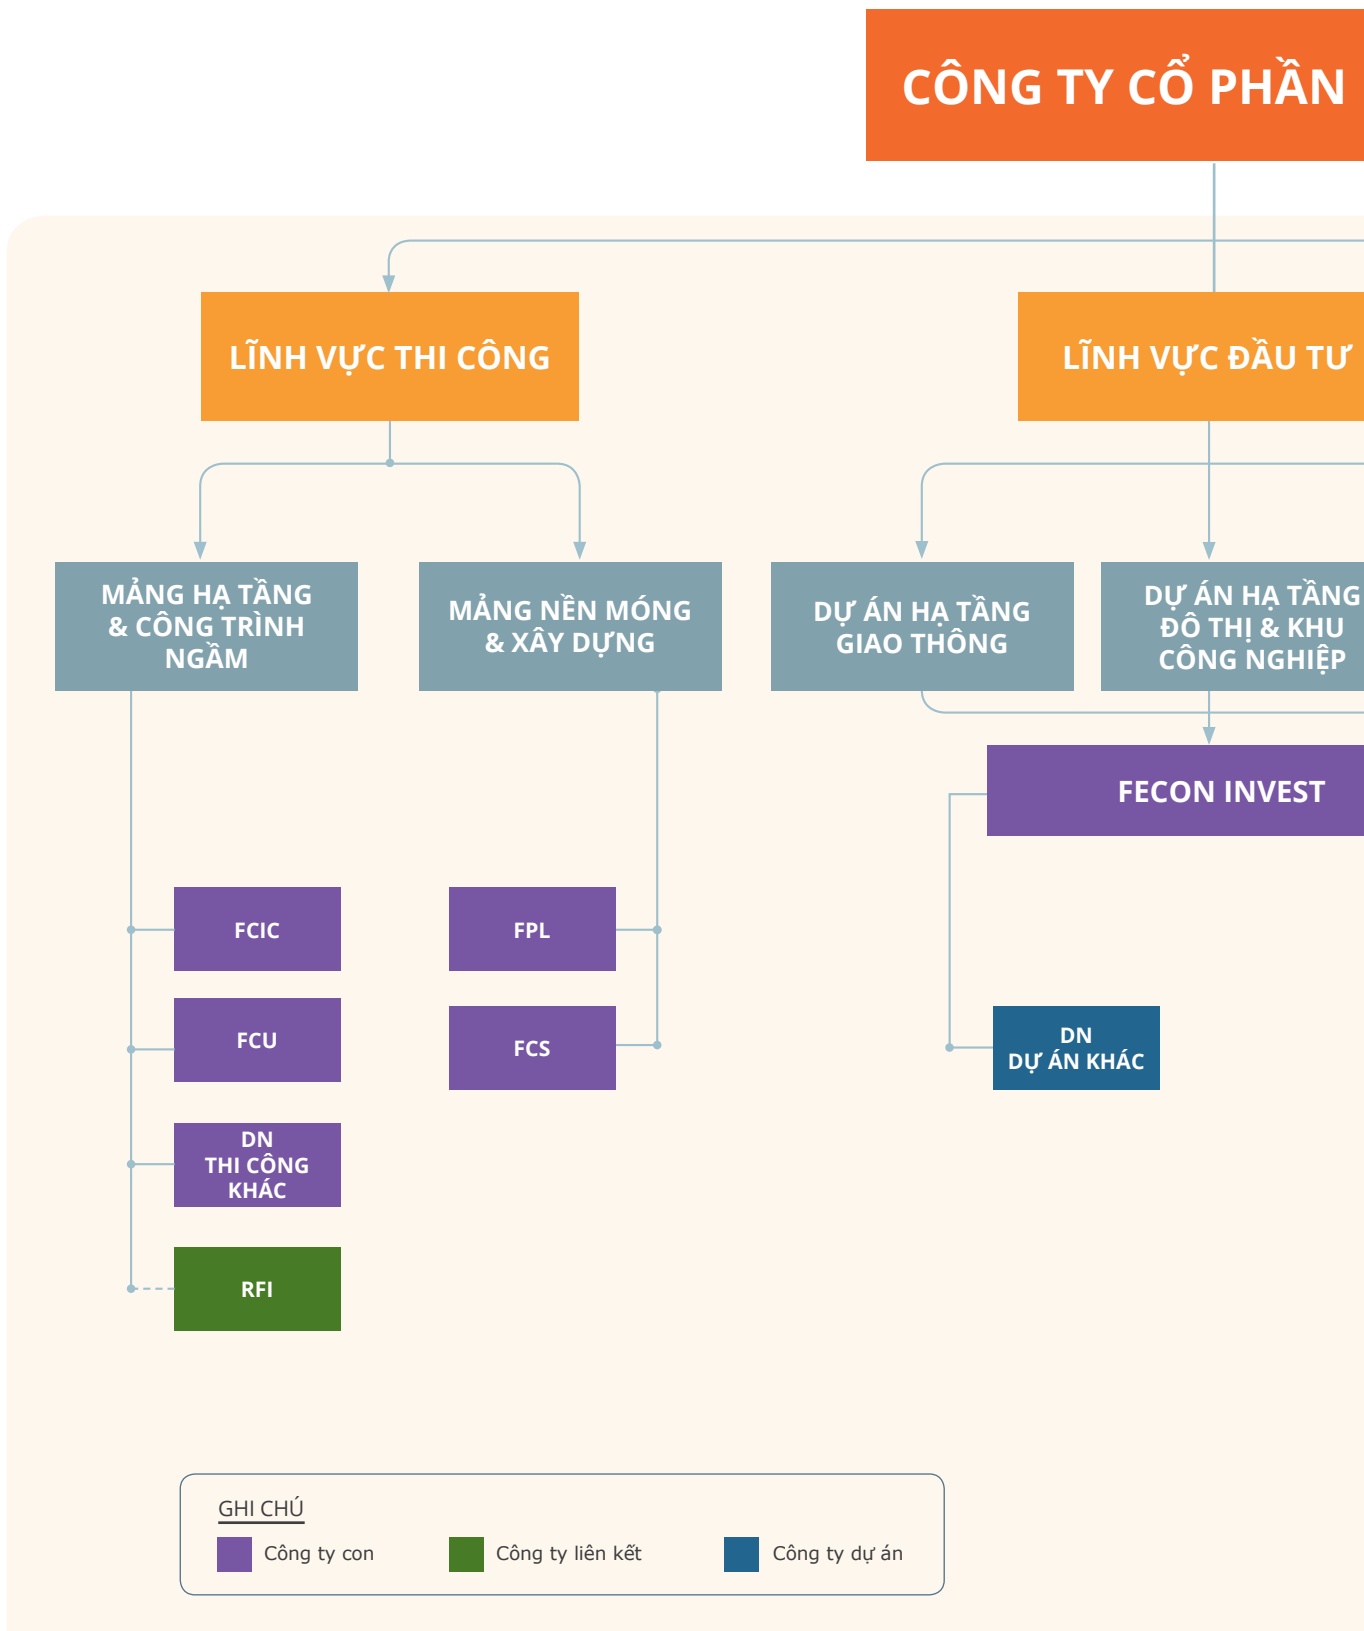 CÔNG TY CỔ PHẦN
LĨNH VỰC THI CÔNG
LĨNH VỰC ĐẦU TƯ
MẢNG HẠ TẦNG
& CÔNG TRÌNH
NGẦM
MẢNG NỀN MÓNG
& XÂY DỰNG
DỰ ÁN HẠ TẦNG
GIAO THÔNG
DỰ ÁN HẠ TẦNG
ĐÔ THỊ & KHU
CÔNG NGHIỆP
FECON INVEST
FCIC
FPL
FCU
FCS
DN
DỰ ÁN KHÁC
DN
THI CÔNG
KHÁC
RFI
GHI CHÚ
Công ty con
Công ty liên kết
Công ty dự án